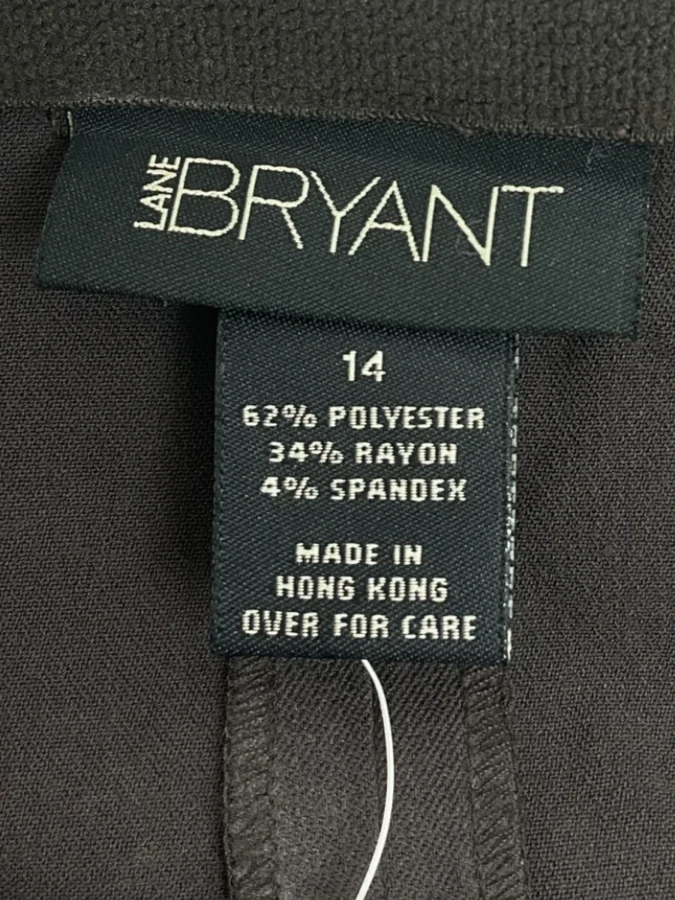 LANE BRYANT
14
62% POLYESTER
34% RAYON
4% SPANDEX
MADE IN
HONG KONG
OVER FOR CARE